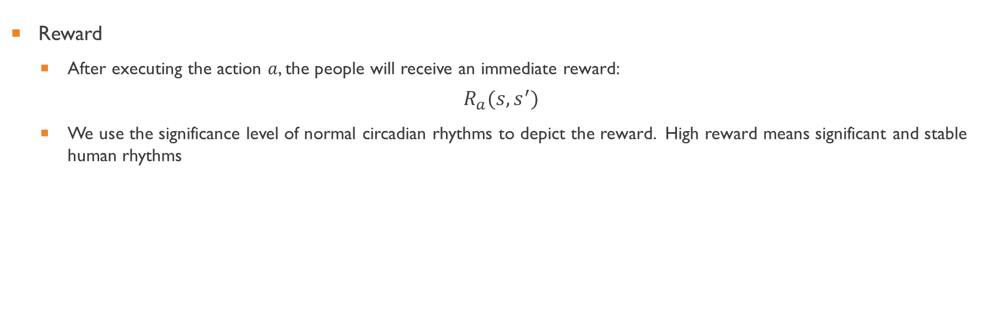 Reward
After executing the action a, the people will receive an immediate reward:
Rₐ(s, s′)
We use the significance level of normal circadian rhythms to depict the reward. High reward means significant and stable
human rhythms